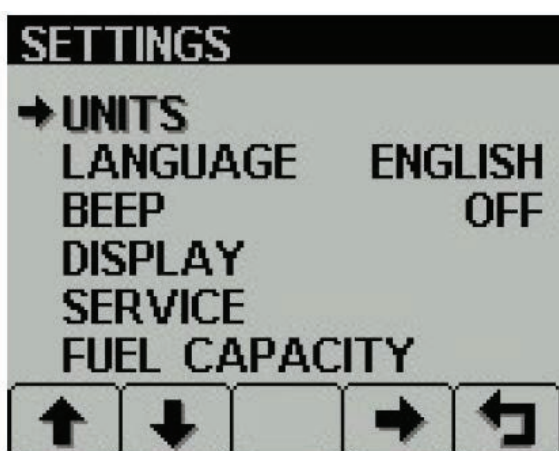 SETTINGS
UNITS
LANGUAGE ENGLISH
BEEP OFF
DISPLAY
SERVICE
FUEL CAPACITY